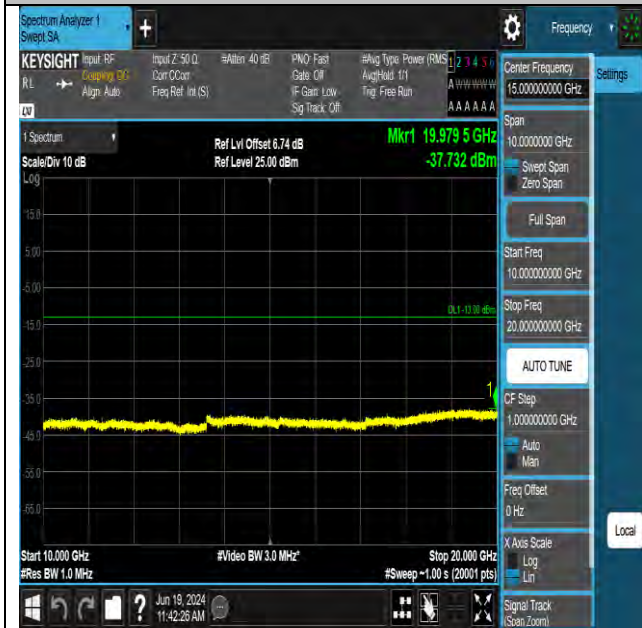 Spectrum Analyzer 1
Swept SA
+
Frequency
KEYSIGHT
RL
Input: RF
Coupling: DC
Align: Auto
Input Z: 50 Ω
Corr CCorr
Freq Ref: Int (S)
#Atten: 40 dB
PNO: Fast
Gate: Off
IF Gain: Low
Sig Track: Off
#Avg Type: Power (RMS)
Avg|Hold: 1/1
Trig: Free Run
1 2 3 4 5 6
A W W W W W
A A A A A A
1 Spectrum
Scale/Div 10 dB
Ref Lvl Offset 6.74 dB
Ref Level 25.00 dBm
Mkr1 19.979 5 GHz
-37.732 dBm
Log
15.0
5.00
-5.00
-15.0
-25.0
-35.0
-45.0
-55.0
-65.0
DL1 -13.00 dBm
1
Start 10.000 GHz
#Res BW 1.0 MHz
#Video BW 3.0 MHz*
Stop 20.000 GHz
#Sweep ~1.00 s (20001 pts)
?
Jun 19, 2024
11:42:26 AM
Center Frequency
15.000000000 GHz
Settings
Span
10.0000000 GHz
Swept Span
Zero Span
Full Span
Start Freq
10.000000000 GHz
Stop Freq
20.000000000 GHz
AUTO TUNE
CF Step
1.000000000 GHz
Auto
Man
Freq Offset
0 Hz
X Axis Scale
Log
Lin
Local
Signal Track
(Span Zoom)